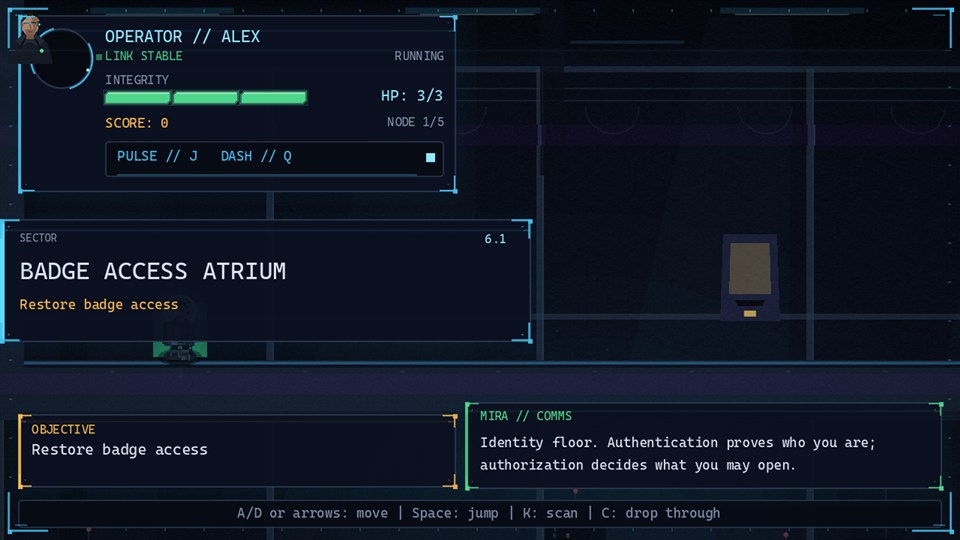 OPERATOR // ALEX
LINK STABLE
RUNNING
INTEGRITY
HP: 3/3
SCORE: 0
NODE 1/5
PULSE // J DASH // Q
SECTOR
6.1
BADGE ACCESS ATRIUM
Restore badge access
OBJECTIVE
Restore badge access
MIRA // COMMS
Identity floor. Authentication proves who you are;
authorization decides what you may open.
A/D or arrows: move | Space: jump | K: scan | C: drop through